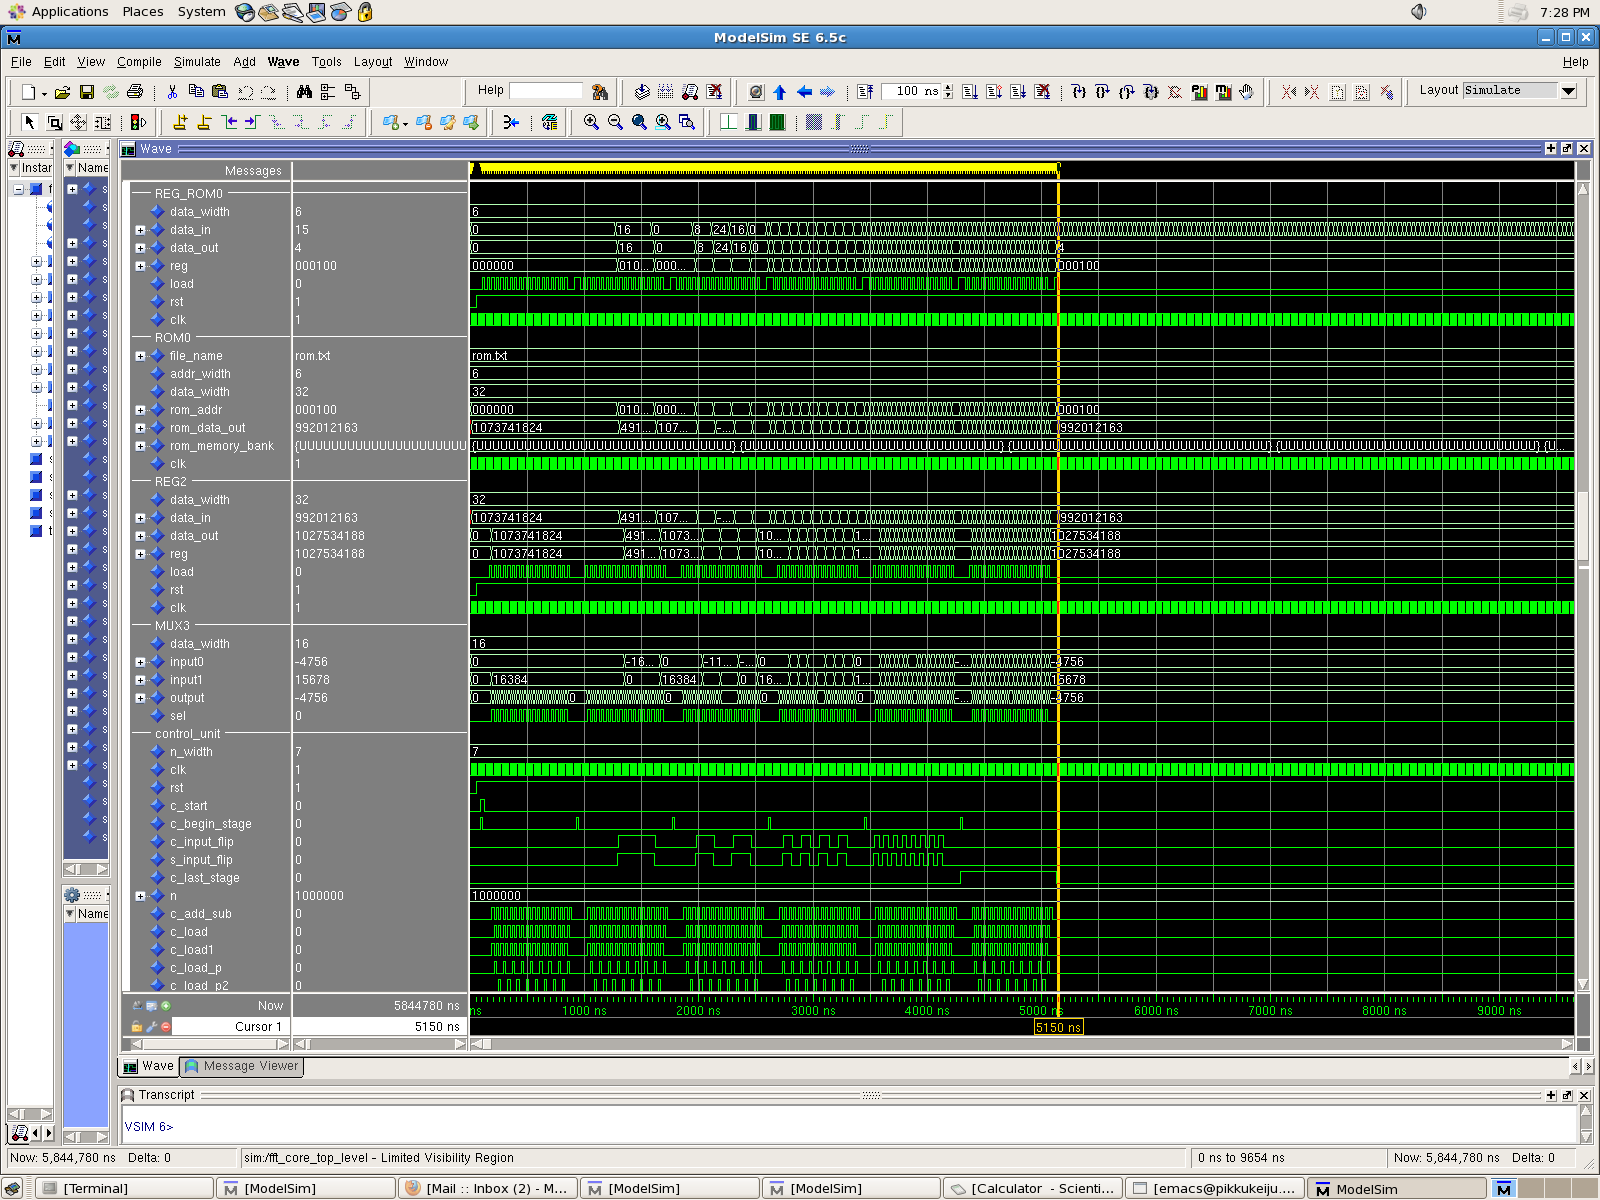 Applications Places System 7:28 PM
ModelSim SE 6.5c
File Edit View Compile Simulate Add Wave Tools Layout Window Help
Help 100 ns Layout Simulate
Instar Name Wave
Messages
REG_ROM0
data_width 6 6
data_in 15 0 16 0 8 24 16 0
data_out 4 0 16 0 8 24 16 0 4
reg 000100 000000 010... 000... 000100
load 0
rst 1
clk 1
ROM0
file_name rom.txt rom.txt
addr_width 6 6
data_width 32 32
rom_addr 000100 000000 010... 000... 000100
rom_data_out 992012163 1073741824 491... 107... -... 992012163
rom_memory_bank
clk 1
REG2
data_width 32 32
data_in 992012163 1073741824 491... 107... -... 992012163
data_out 1027534188 0 1073741824 491... 1073... 10... 1... 1027534188
reg 1027534188 0 1073741824 491... 1073... 10... 1... 1027534188
load 0
rst 1
clk 1
MUX3
data_width 16 16
input0 -4756 0 -16... 0 -11... -... 0 0 -... -4756
input1 15678 0 16384 0 16384 0 16... 1... 15678
output -4756 0 0 0 0 0 -... -4756
sel 0
control_unit
n_width 7 7
clk 1
rst 1
c_start 0
c_begin_stage 0
c_input_flip 0
s_input_flip 0
c_last_stage 0
n 1000000 1000000
c_add_sub 0
c_load 0
c_load1 0
c_load_p 0
c_load_p2 0
Name
Now 5844780 ns ns 1000 ns 2000 ns 3000 ns 4000 ns 5000 ns 6000 ns 7000 ns 8000 ns 9000 ns
Cursor 1 5150 ns 5150 ns
Wave Message Viewer
Transcript
VSIM 6>
Now: 5,844,780 ns Delta: 0 sim:/fft_core_top_level - Limited Visibility Region 0 ns to 9654 ns Now: 5,844,780 ns Delta: 0
[Terminal] [ModelSim] [Mail :: Inbox (2) - M... [ModelSim] [ModelSim] [Calculator - Scienti... [emacs@pikkukeiju.... ModelSim